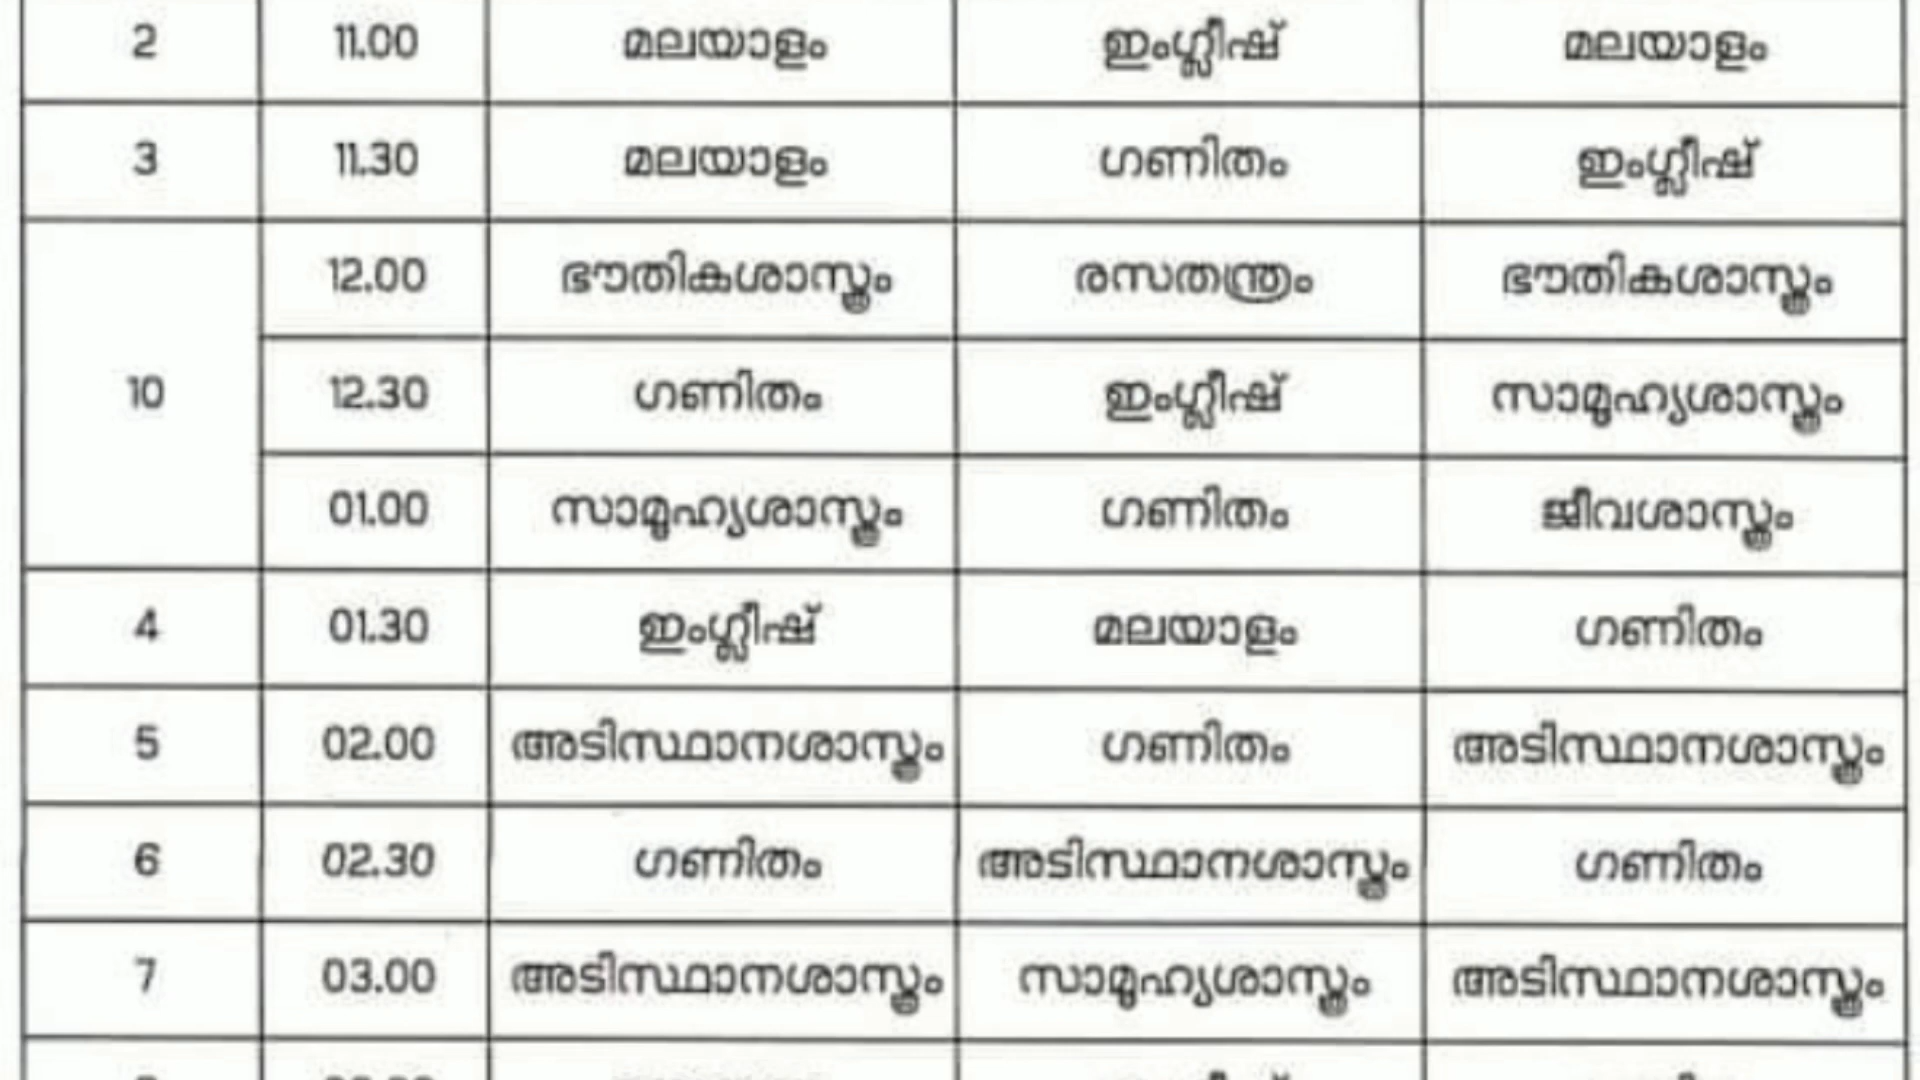 2 11.00 മലയാളം ഇംഗ്ലീഷ് മലയാളം
3 11.30 മലയാളം ഗണിതം ഇംഗ്ലീഷ്
12.00 ഭൗതികശാസ്ത്രം രസതന്ത്രം ഭൗതികശാസ്ത്രം
10 12.30 ഗണിതം ഇംഗ്ലീഷ് സാമൂഹ്യശാസ്ത്രം
01.00 സാമൂഹ്യശാസ്ത്രം ഗണിതം ജീവശാസ്ത്രം
4 01.30 ഇംഗ്ലീഷ് മലയാളം ഗണിതം
5 02.00 അടിസ്ഥാനശാസ്ത്രം ഗണിതം അടിസ്ഥാനശാസ്ത്രം
6 02.30 ഗണിതം അടിസ്ഥാനശാസ്ത്രം ഗണിതം
7 03.00 അടിസ്ഥാനശാസ്ത്രം സാമൂഹ്യശാസ്ത്രം അടിസ്ഥാനശാസ്ത്രം